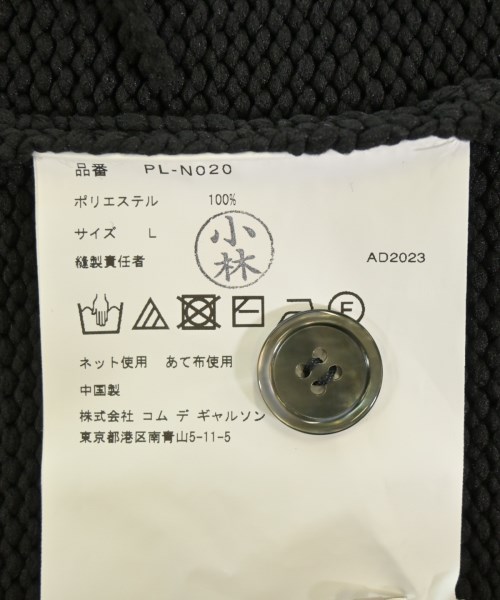 品番 PL-N020
ポリエステル 100%
サイズ L
小林
縫製責任者
AD2023
F
ネット使用 あて布使用
中国製
株式会社 コム デ ギャルソン
東京都港区南青山5-11-5